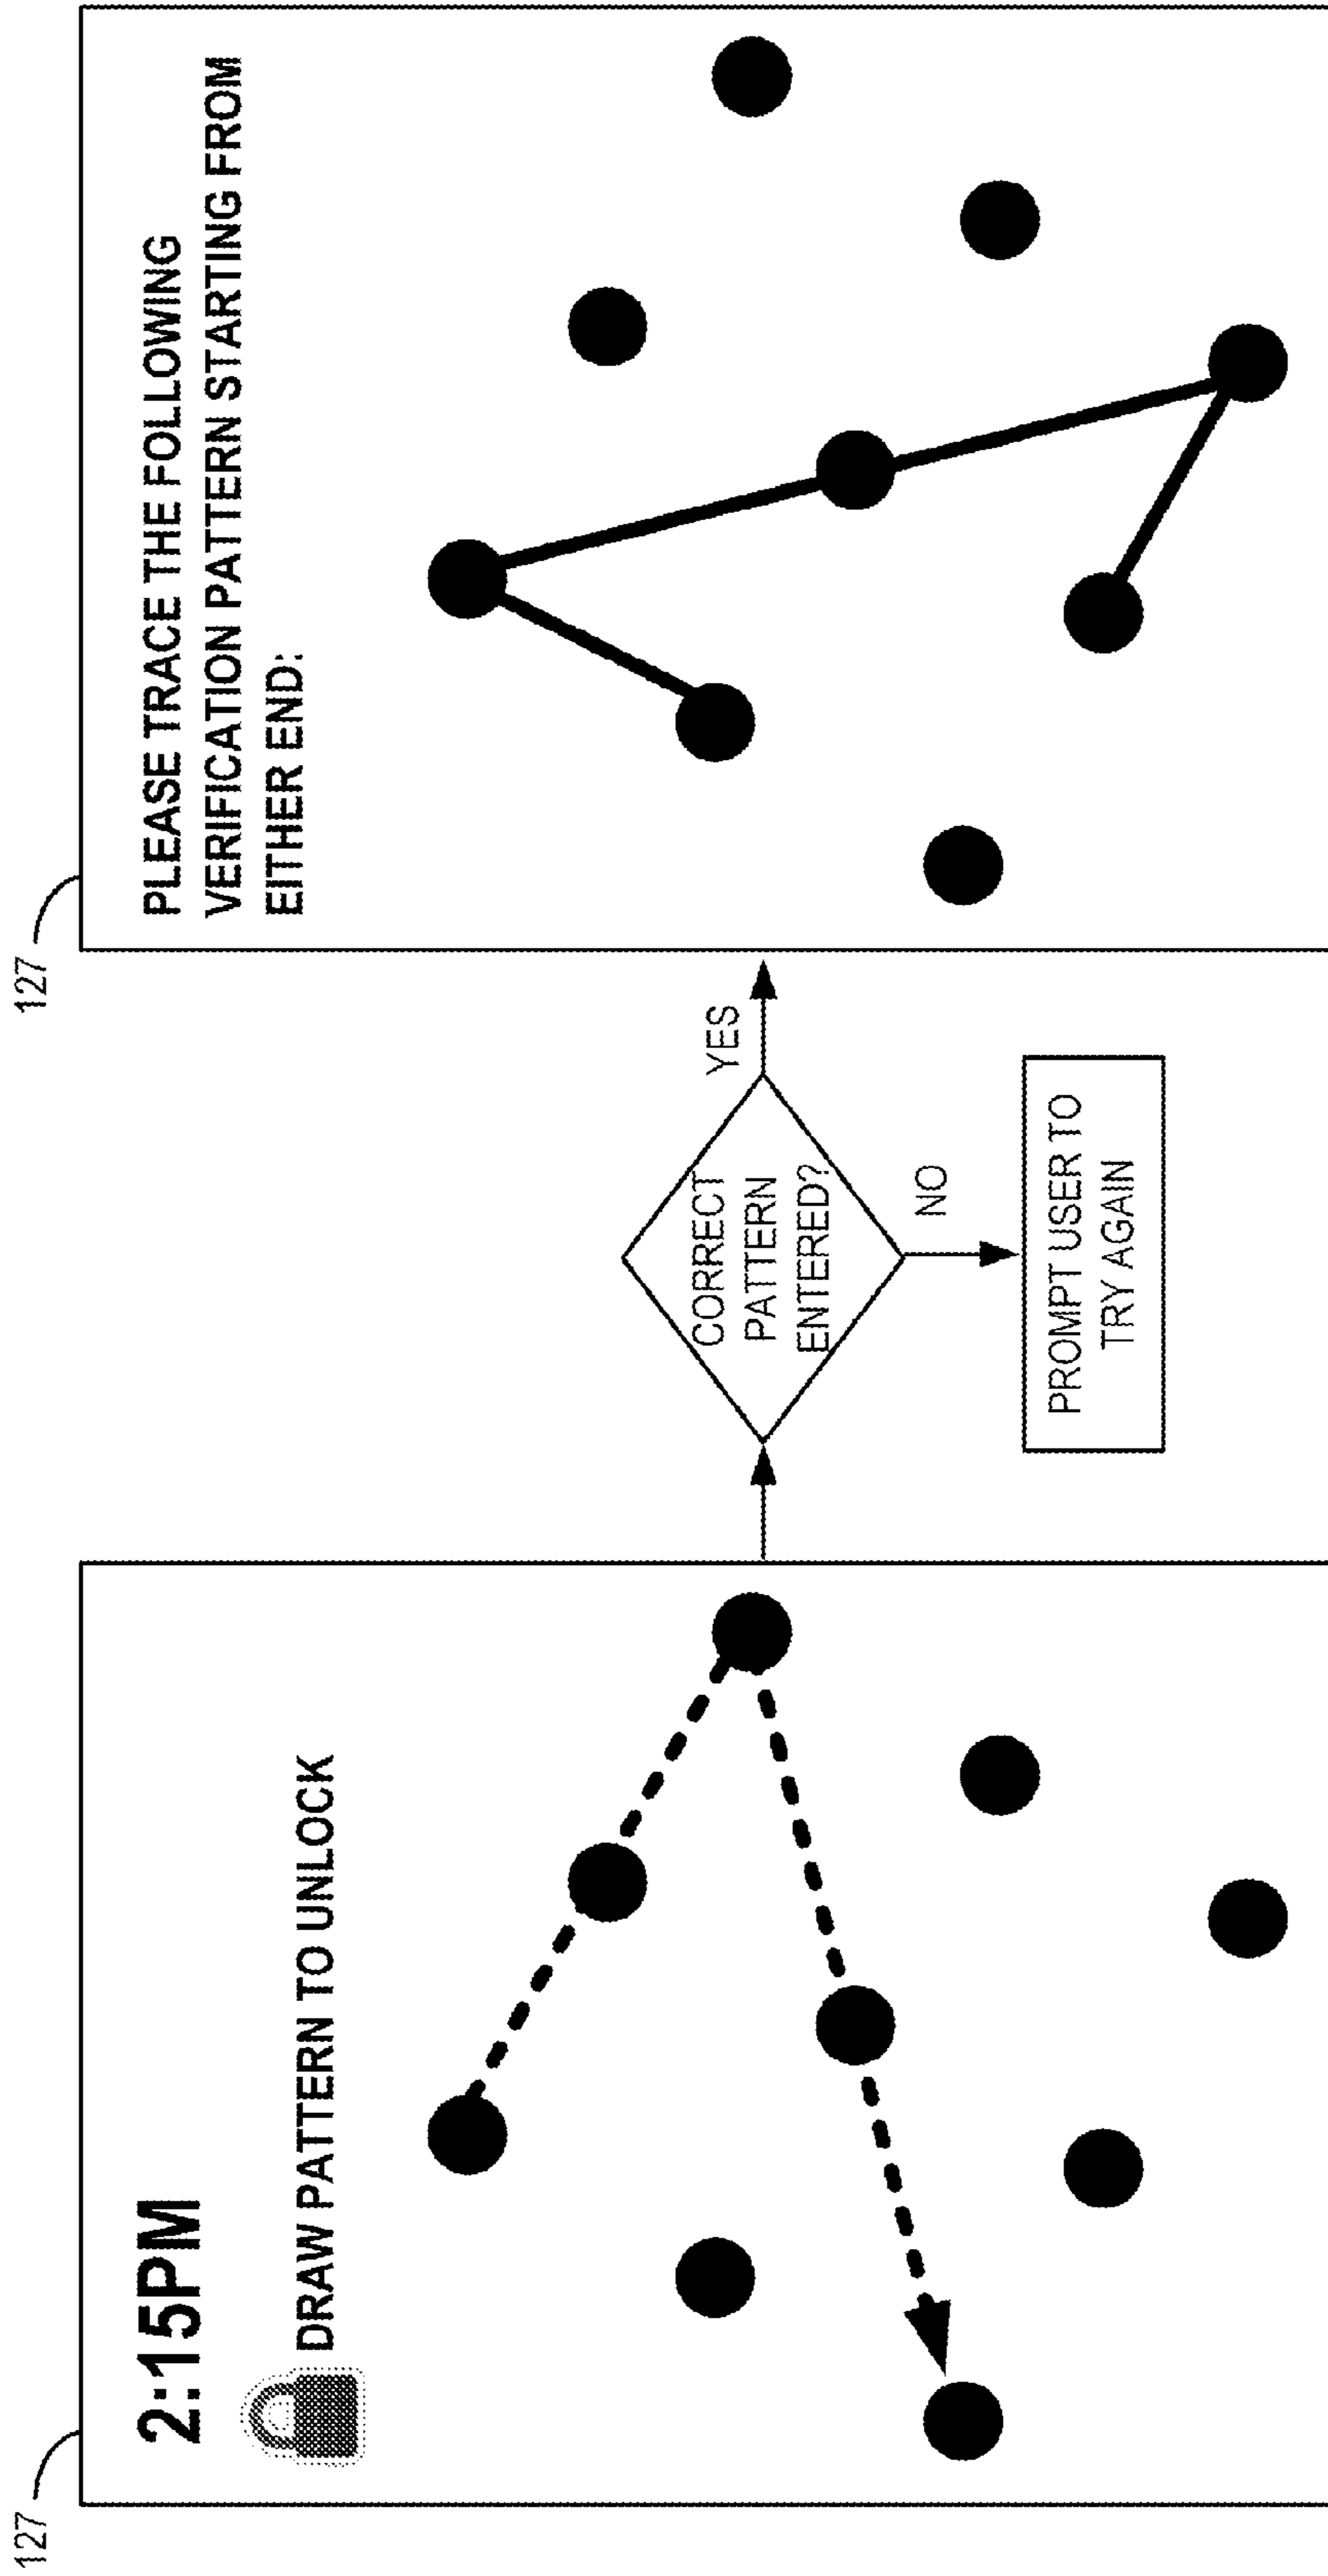 127
2:15PM
DRAW PATTERN TO UNLOCK
CORRECT
PATTERN
ENTERED?
YES
NO
PROMPT USER TO
TRY AGAIN
127
PLEASE TRACE THE FOLLOWING
VERIFICATION PATTERN STARTING FROM
EITHER END: